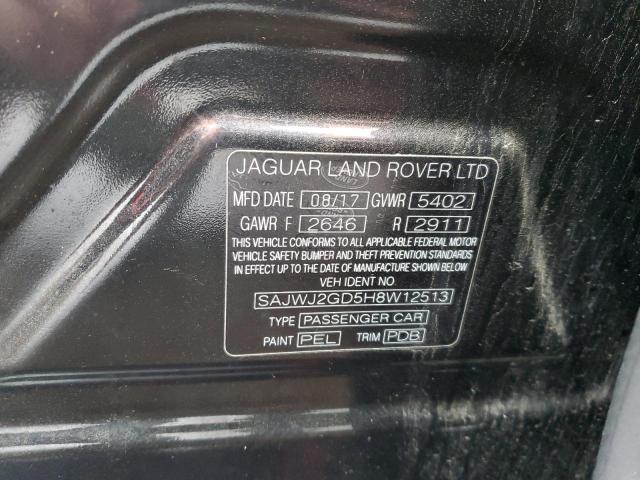 JAGUAR LAND ROVER LTD
MFD DATE 08/17 GVWR 5402
GAWR F 2646 R 2911
THIS VEHICLE CONFORMS TO ALL APPLICABLE FEDERAL MOTOR
VEHICLE SAFETY BUMPER AND THEFT PREVENTION STANDARDS
IN EFFECT UP TO THE DATE OF MANUFACTURE SHOWN BELOW.
VEH IDENT NO
SAJWJ2GD5H8W12513
TYPE PASSENGER CAR
PAINT PEL TRIM PDB